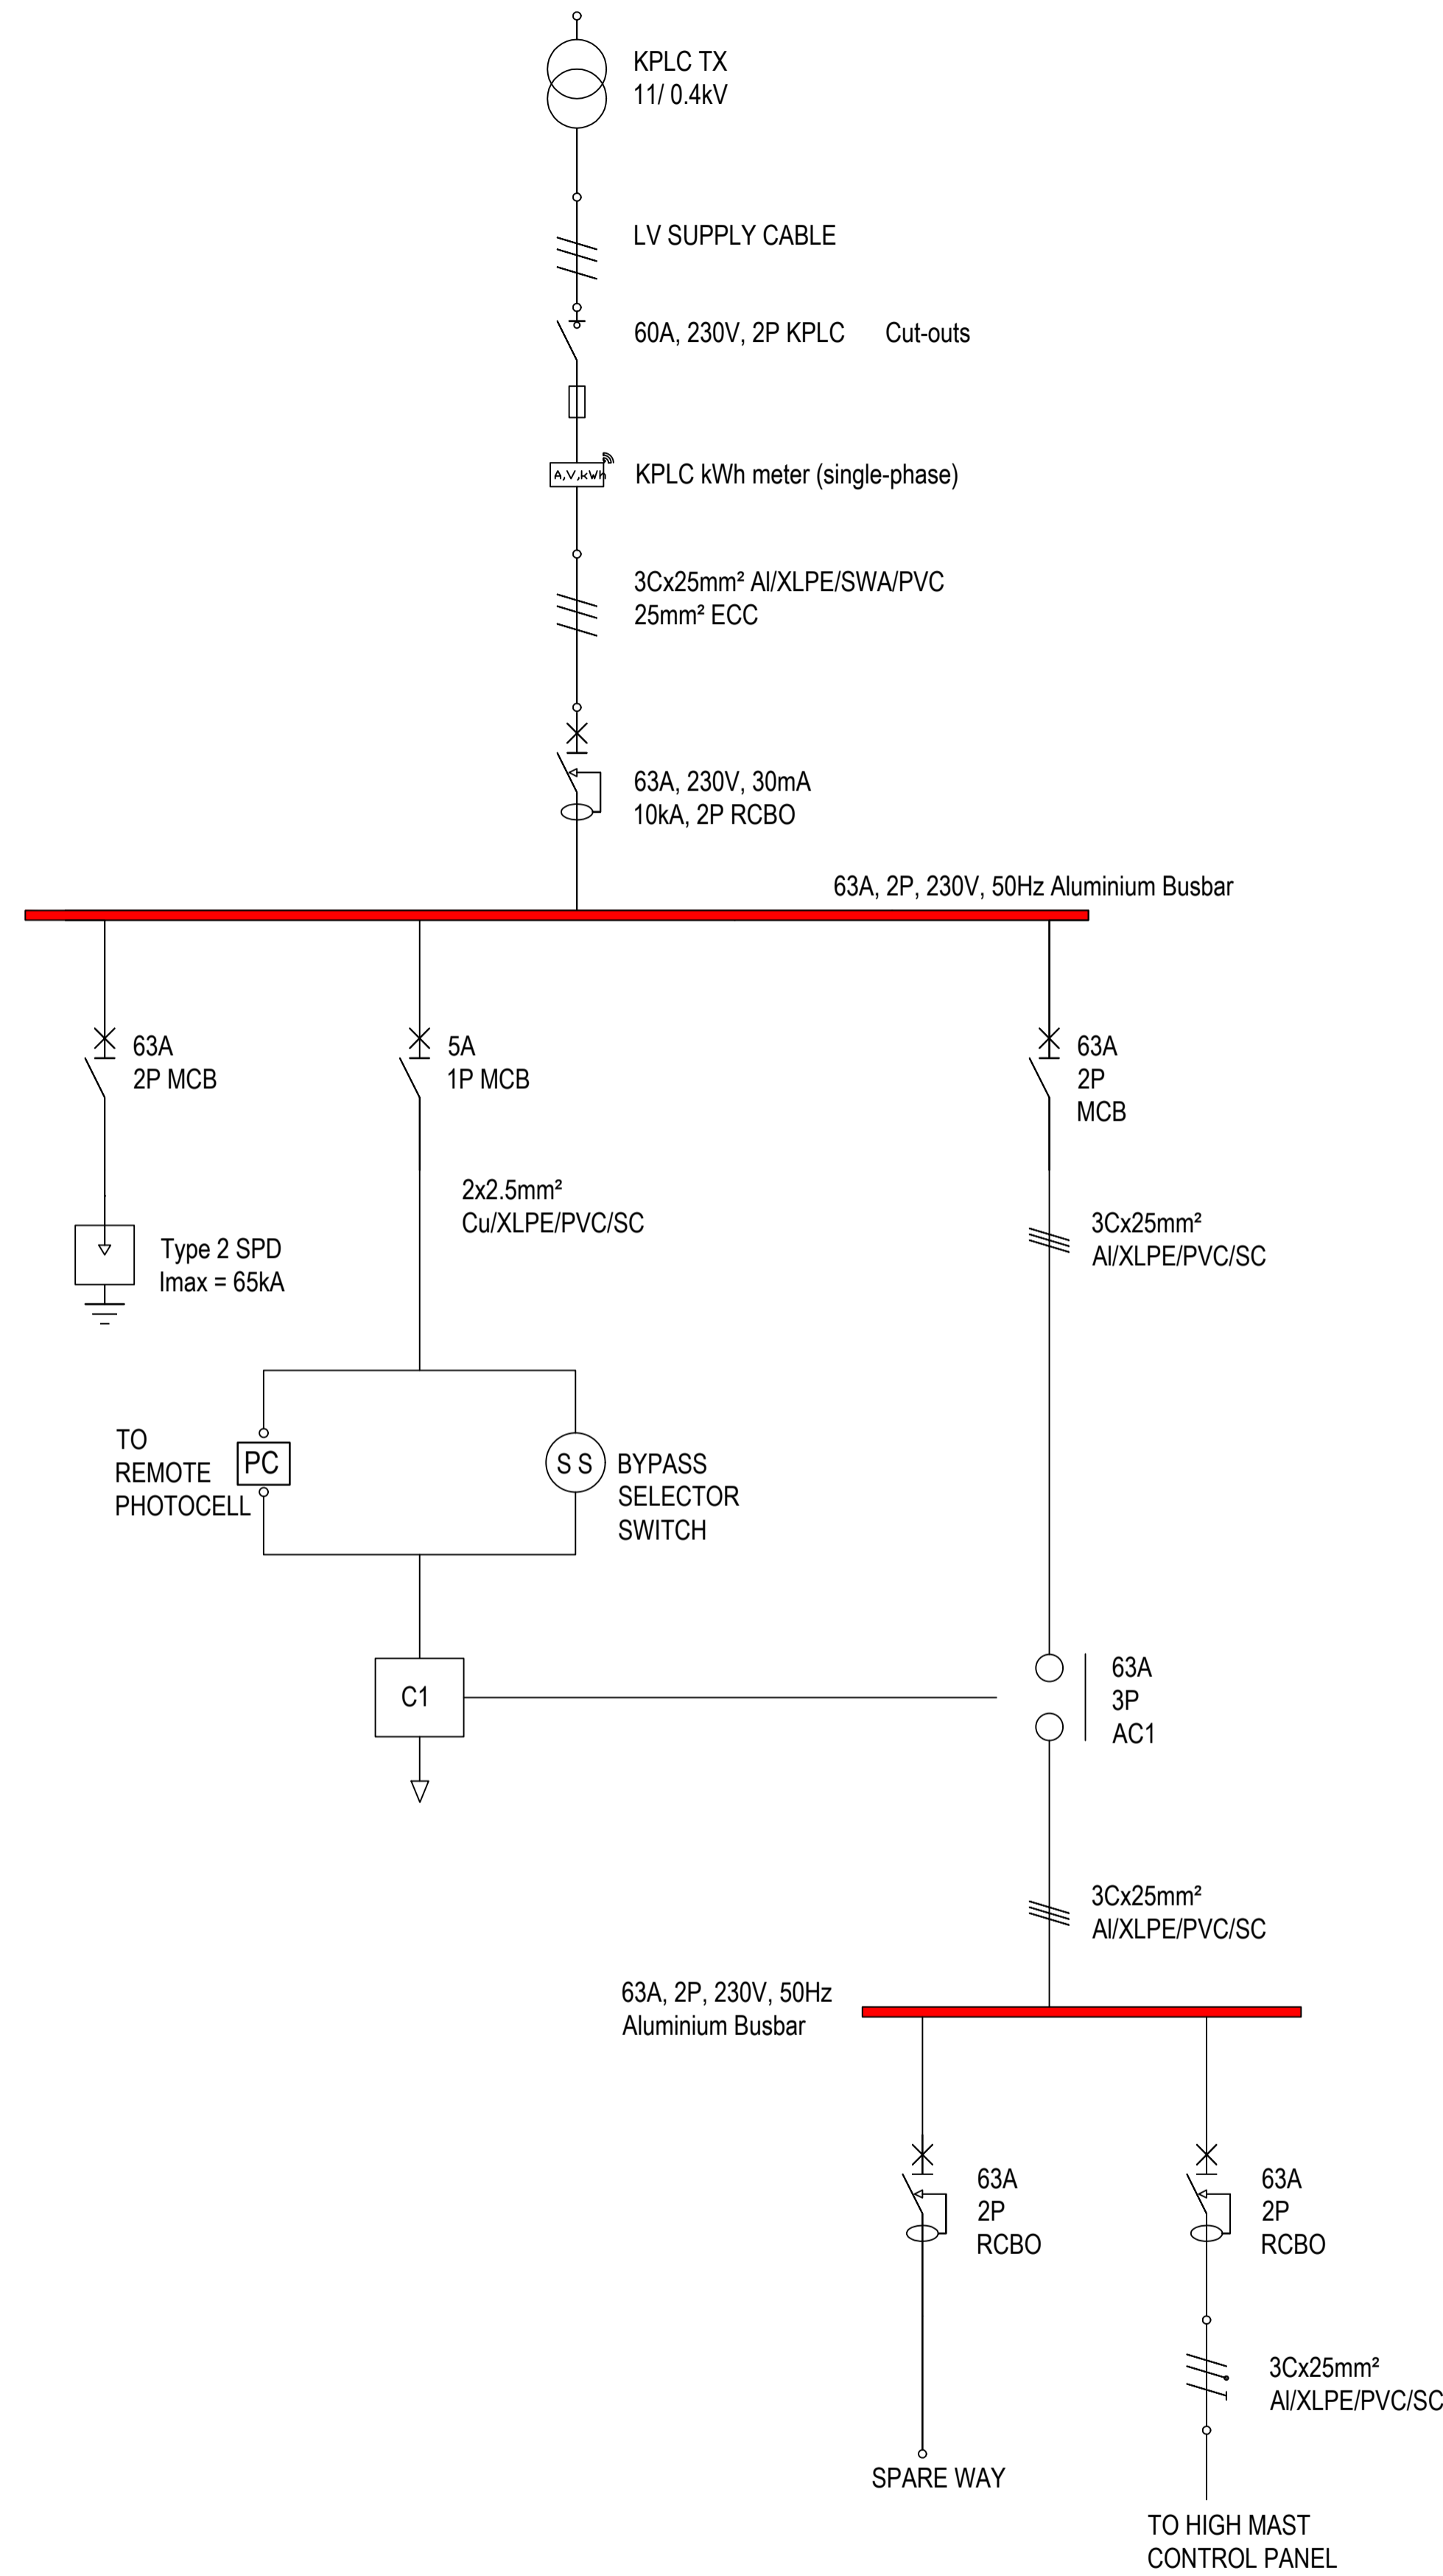 KPLC TX
11/ 0.4kV
LV SUPPLY CABLE
60A, 230V, 2P KPLC Cut-outs
A,V,kWh
KPLC kWh meter (single-phase)
3Cx25mm² Al/XLPE/SWA/PVC
25mm² ECC
63A, 230V, 30mA
10kA, 2P RCBO
63A, 2P, 230V, 50Hz Aluminium Busbar
63A
2P MCB
5A
1P MCB
63A
2P
MCB
2x2.5mm²
Cu/XLPE/PVC/SC
3Cx25mm²
Al/XLPE/PVC/SC
Type 2 SPD
Imax = 65kA
TO
REMOTE
PHOTOCELL
PC
S S
BYPASS
SELECTOR
SWITCH
C1
63A
3P
AC1
3Cx25mm²
Al/XLPE/PVC/SC
63A, 2P, 230V, 50Hz
Aluminium Busbar
63A
2P
RCBO
63A
2P
RCBO
3Cx25mm²
Al/XLPE/PVC/SC
SPARE WAY
TO HIGH MAST
CONTROL PANEL